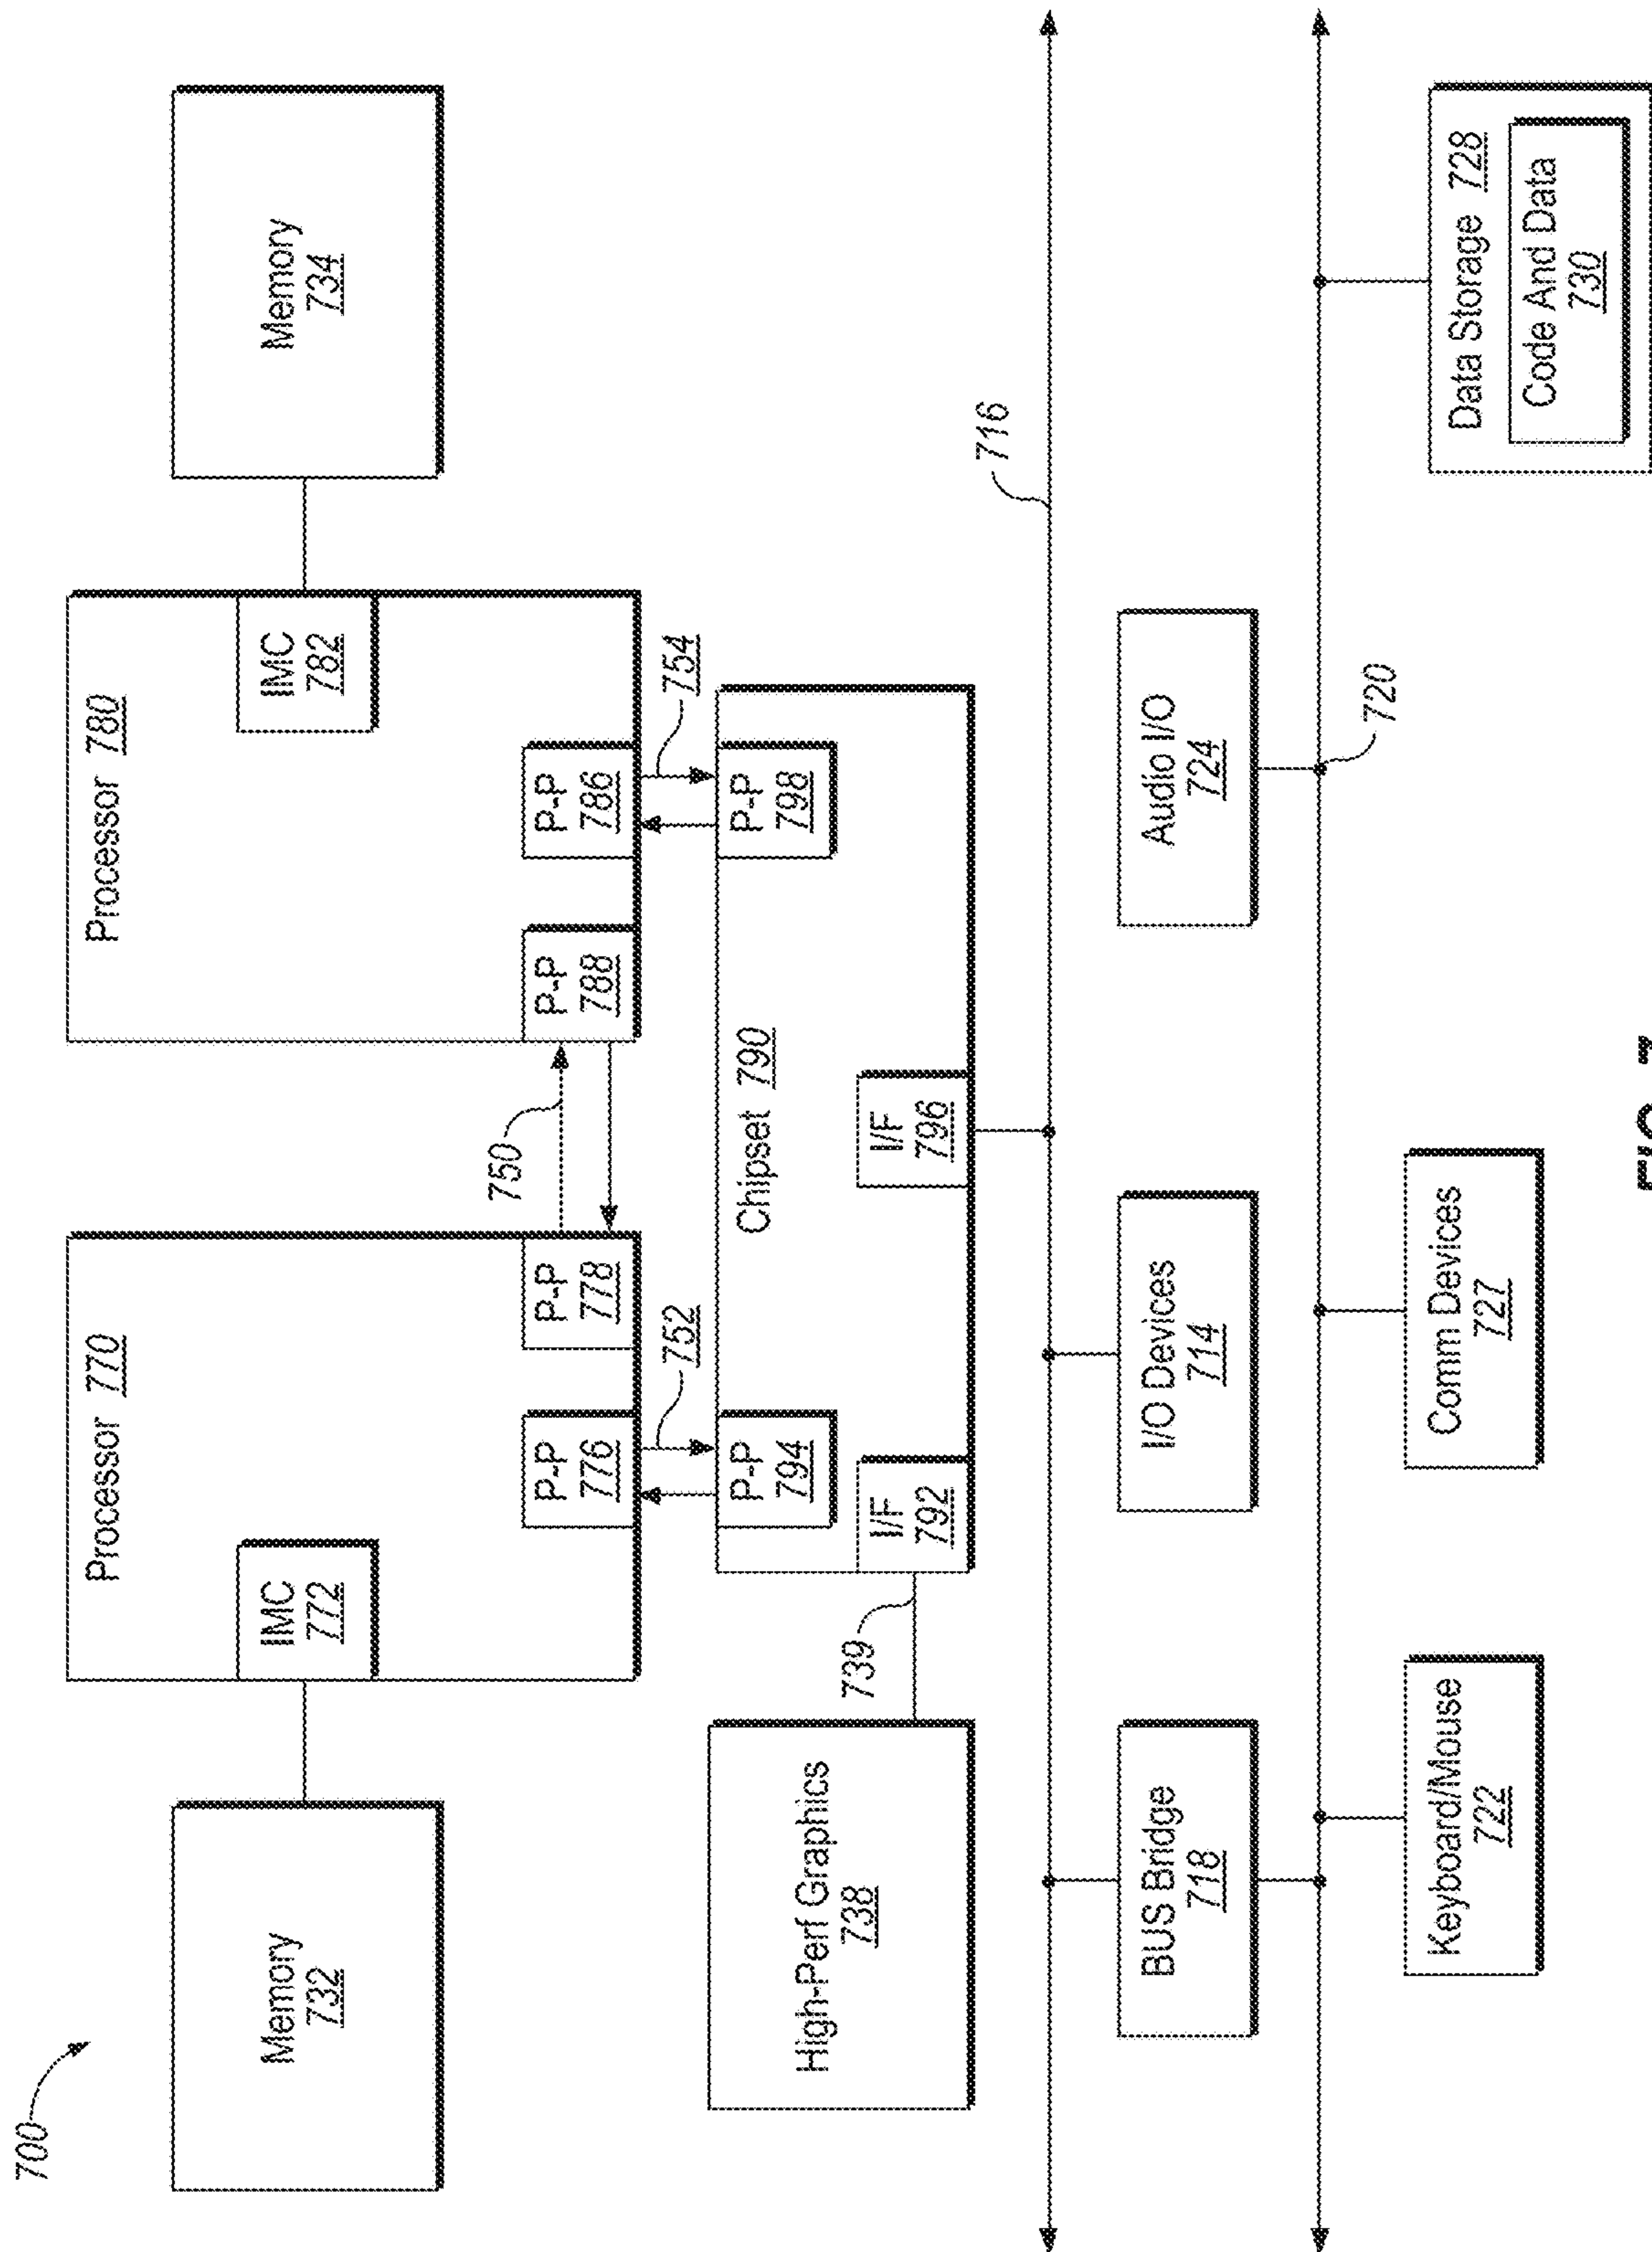 700
Memory
732
Processor 770
IMC
772
P-P
776
P-P
778
750
Processor 780
IMC
782
P-P
788
P-P
786
Memory
734
752
754
High-Perf Graphics
738
739
Chipset 790
P-P
794
P-P
798
I/F
792
I/F
796
716
BUS Bridge
718
I/O Devices
714
Audio I/O
724
720
Keyboard/Mouse
722
Comm Devices
727
Data Storage 728
Code And Data
730